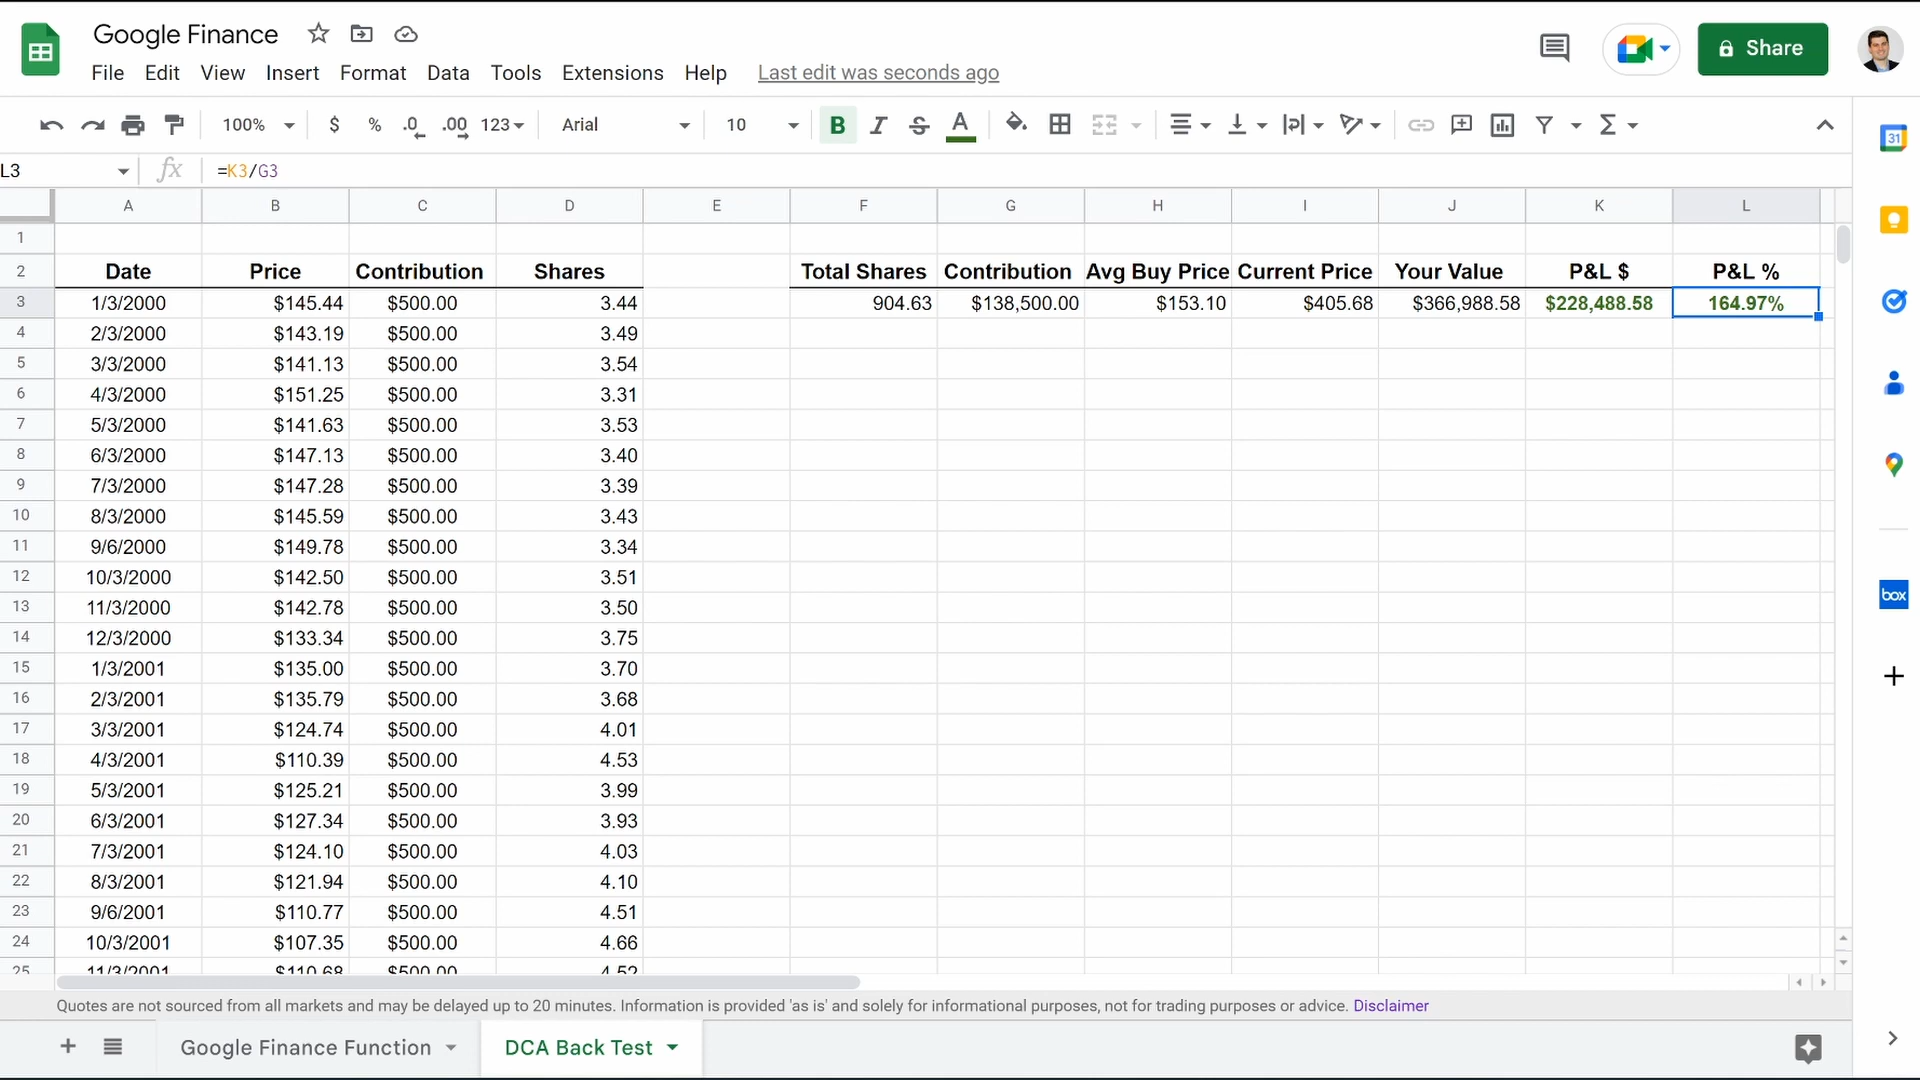 Google Finance
File Edit View Insert Format Data Tools Extensions Help Last edit was seconds ago
Share
100% $ % .0 .00 123 Arial 10 B I S A Σ
31
L3 fx =K3/G3
A B C D E F G H I J K L
1
2 Date Price Contribution Shares Total Shares Contribution Avg Buy Price Current Price Your Value P&L $ P&L %
3 1/3/2000 $145.44 $500.00 3.44 904.63 $138,500.00 $153.10 $405.68 $366,988.58 $228,488.58 164.97%
4 2/3/2000 $143.19 $500.00 3.49
5 3/3/2000 $141.13 $500.00 3.54
6 4/3/2000 $151.25 $500.00 3.31
7 5/3/2000 $141.63 $500.00 3.53
8 6/3/2000 $147.13 $500.00 3.40
9 7/3/2000 $147.28 $500.00 3.39
10 8/3/2000 $145.59 $500.00 3.43
11 9/6/2000 $149.78 $500.00 3.34
12 10/3/2000 $142.50 $500.00 3.51
13 11/3/2000 $142.78 $500.00 3.50
box
14 12/3/2000 $133.34 $500.00 3.75
15 1/3/2001 $135.00 $500.00 3.70
16 2/3/2001 $135.79 $500.00 3.68
17 3/3/2001 $124.74 $500.00 4.01
18 4/3/2001 $110.39 $500.00 4.53
19 5/3/2001 $125.21 $500.00 3.99
20 6/3/2001 $127.34 $500.00 3.93
21 7/3/2001 $124.10 $500.00 4.03
22 8/3/2001 $121.94 $500.00 4.10
23 9/6/2001 $110.77 $500.00 4.51
24 10/3/2001 $107.35 $500.00 4.66
25 11/3/2001 $110.68 $500.00 4.52
Quotes are not sourced from all markets and may be delayed up to 20 minutes. Information is provided 'as is' and solely for informational purposes, not for trading purposes or advice. Disclaimer
Google Finance Function DCA Back Test